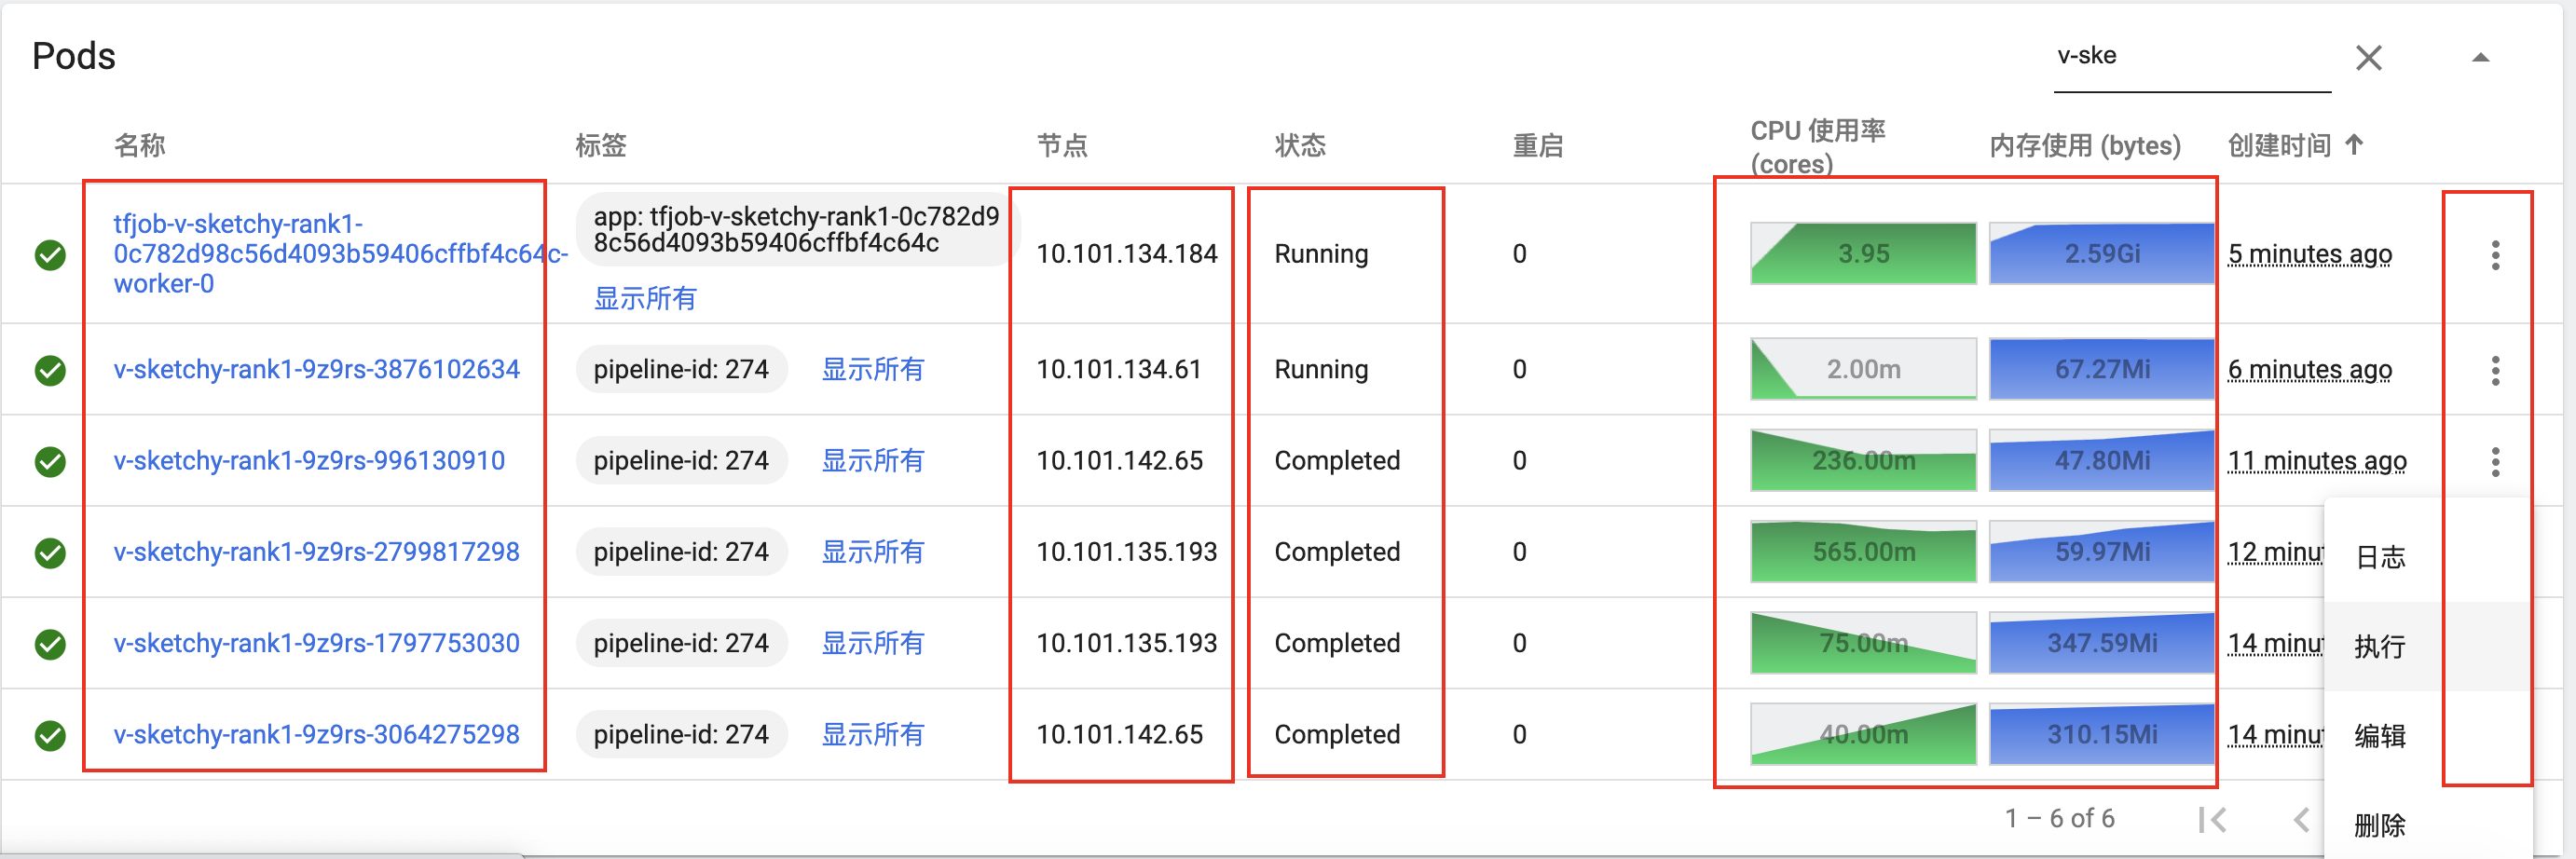 Pods
v-ske
名称
标签
节点
状态
重启
CPU 使用率
(cores)
内存使用 (bytes)
创建时间
tfjob-v-sketchy-rank1-
0c782d98c56d4093b59406cffbf4c64c-
worker-0
app: tfjob-v-sketchy-rank1-0c782d9
8c56d4093b59406cffbf4c64c
显示所有
10.101.134.184
Running
0
3.95
2.59Gi
5 minutes ago
v-sketchy-rank1-9z9rs-3876102634
pipeline-id: 274
显示所有
10.101.134.61
Running
0
2.00m
67.27Mi
6 minutes ago
v-sketchy-rank1-9z9rs-996130910
pipeline-id: 274
显示所有
10.101.142.65
Completed
0
236.00m
47.80Mi
11 minutes ago
v-sketchy-rank1-9z9rs-2799817298
pipeline-id: 274
显示所有
10.101.135.193
Completed
0
565.00m
59.97Mi
12 minut
v-sketchy-rank1-9z9rs-1797753030
pipeline-id: 274
显示所有
10.101.135.193
Completed
0
75.00m
347.59Mi
14 minut
v-sketchy-rank1-9z9rs-3064275298
pipeline-id: 274
显示所有
10.101.142.65
Completed
0
40.00m
310.15Mi
14 minut
日志
执行
编辑
删除
1 – 6 of 6